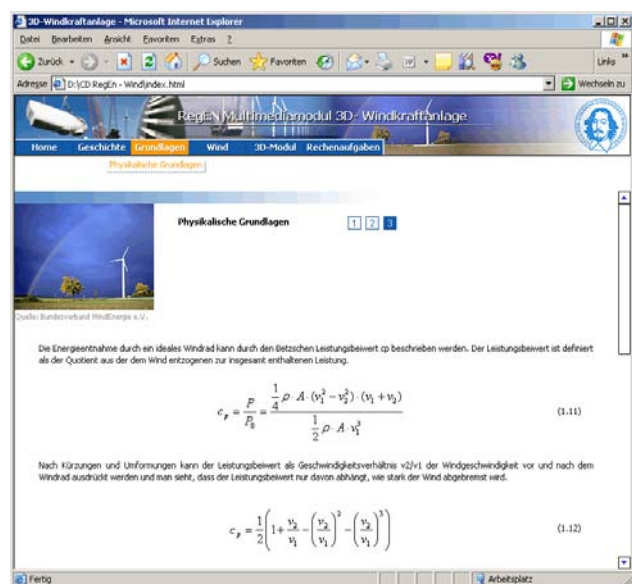 3D-Windkraftanlage - Microsoft Internet Explorer
Datei Bearbeiten Ansicht Favoriten Extras ?
Zurück Suchen Favoriten Links
Adresse D:\CD RegEn - Wind\index.html Wechseln zu
RegEN Multimediamodul 3D- Windkraftanlage
Home Geschichte Grundlagen Wind 3D-Modul Rechenaufgaben
Physikalische Grundlagen
Physikalische Grundlagen 1 2 3
Quelle: Bundesverband WindEnergie e.V.
Die Energieentnahme durch ein ideales Windrad kann durch den Betzschen Leistungsbeiwert cp beschrieben werden. Der Leistungsbeiwert ist definiert
als der Quotient aus der dem Wind entzogenen zur insgesamt enthaltenen Leistung.
c_p = P/P_0 = (1/4 ρ · A · (v_1^2 − v_2^2) · (v_1 + v_2)) / (1/2 ρ · A · v_1^3) (1.11)
Nach Kürzungen und Umformungen kann der Leistungsbeiwert als Geschwindigkeitsverhältnis v2/v1 der Windgeschwindigkeit vor und nach dem
Windrad ausdrückt werden und man sieht, dass der Leistungsbeiwert nur davon abhängt, wie stark der Wind abgebremst wird.
c_p = 1/2 (1 + v_2/v_1 − (v_2/v_1)^2 − (v_2/v_1)^3) (1.12)
Fertig Arbeitsplatz